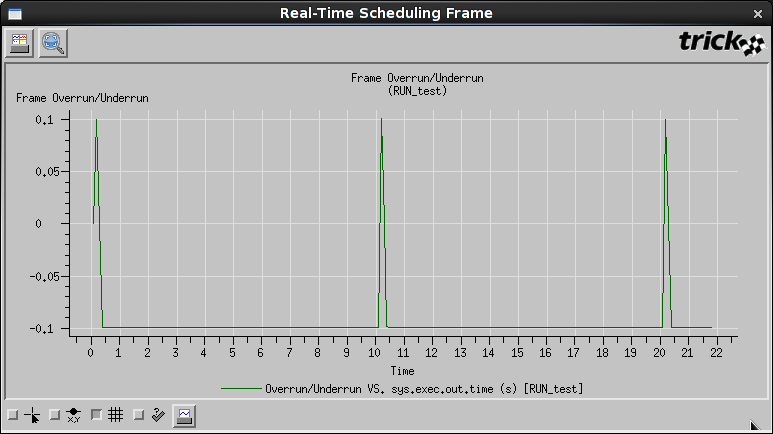 Real-Time Scheduling Frame
trick
Frame Overrun/Underrun
(RUN_test)
Frame Overrun/Underrun
0.1
0.05
0
-0.05
-0.1
0 1 2 3 4 5 6 7 8 9 10 11 12 13 14 15 16 17 18 19 20 21 22
Time
Overrun/Underrun VS. sys.exec.out.time (s) [RUN_test]
X,Y